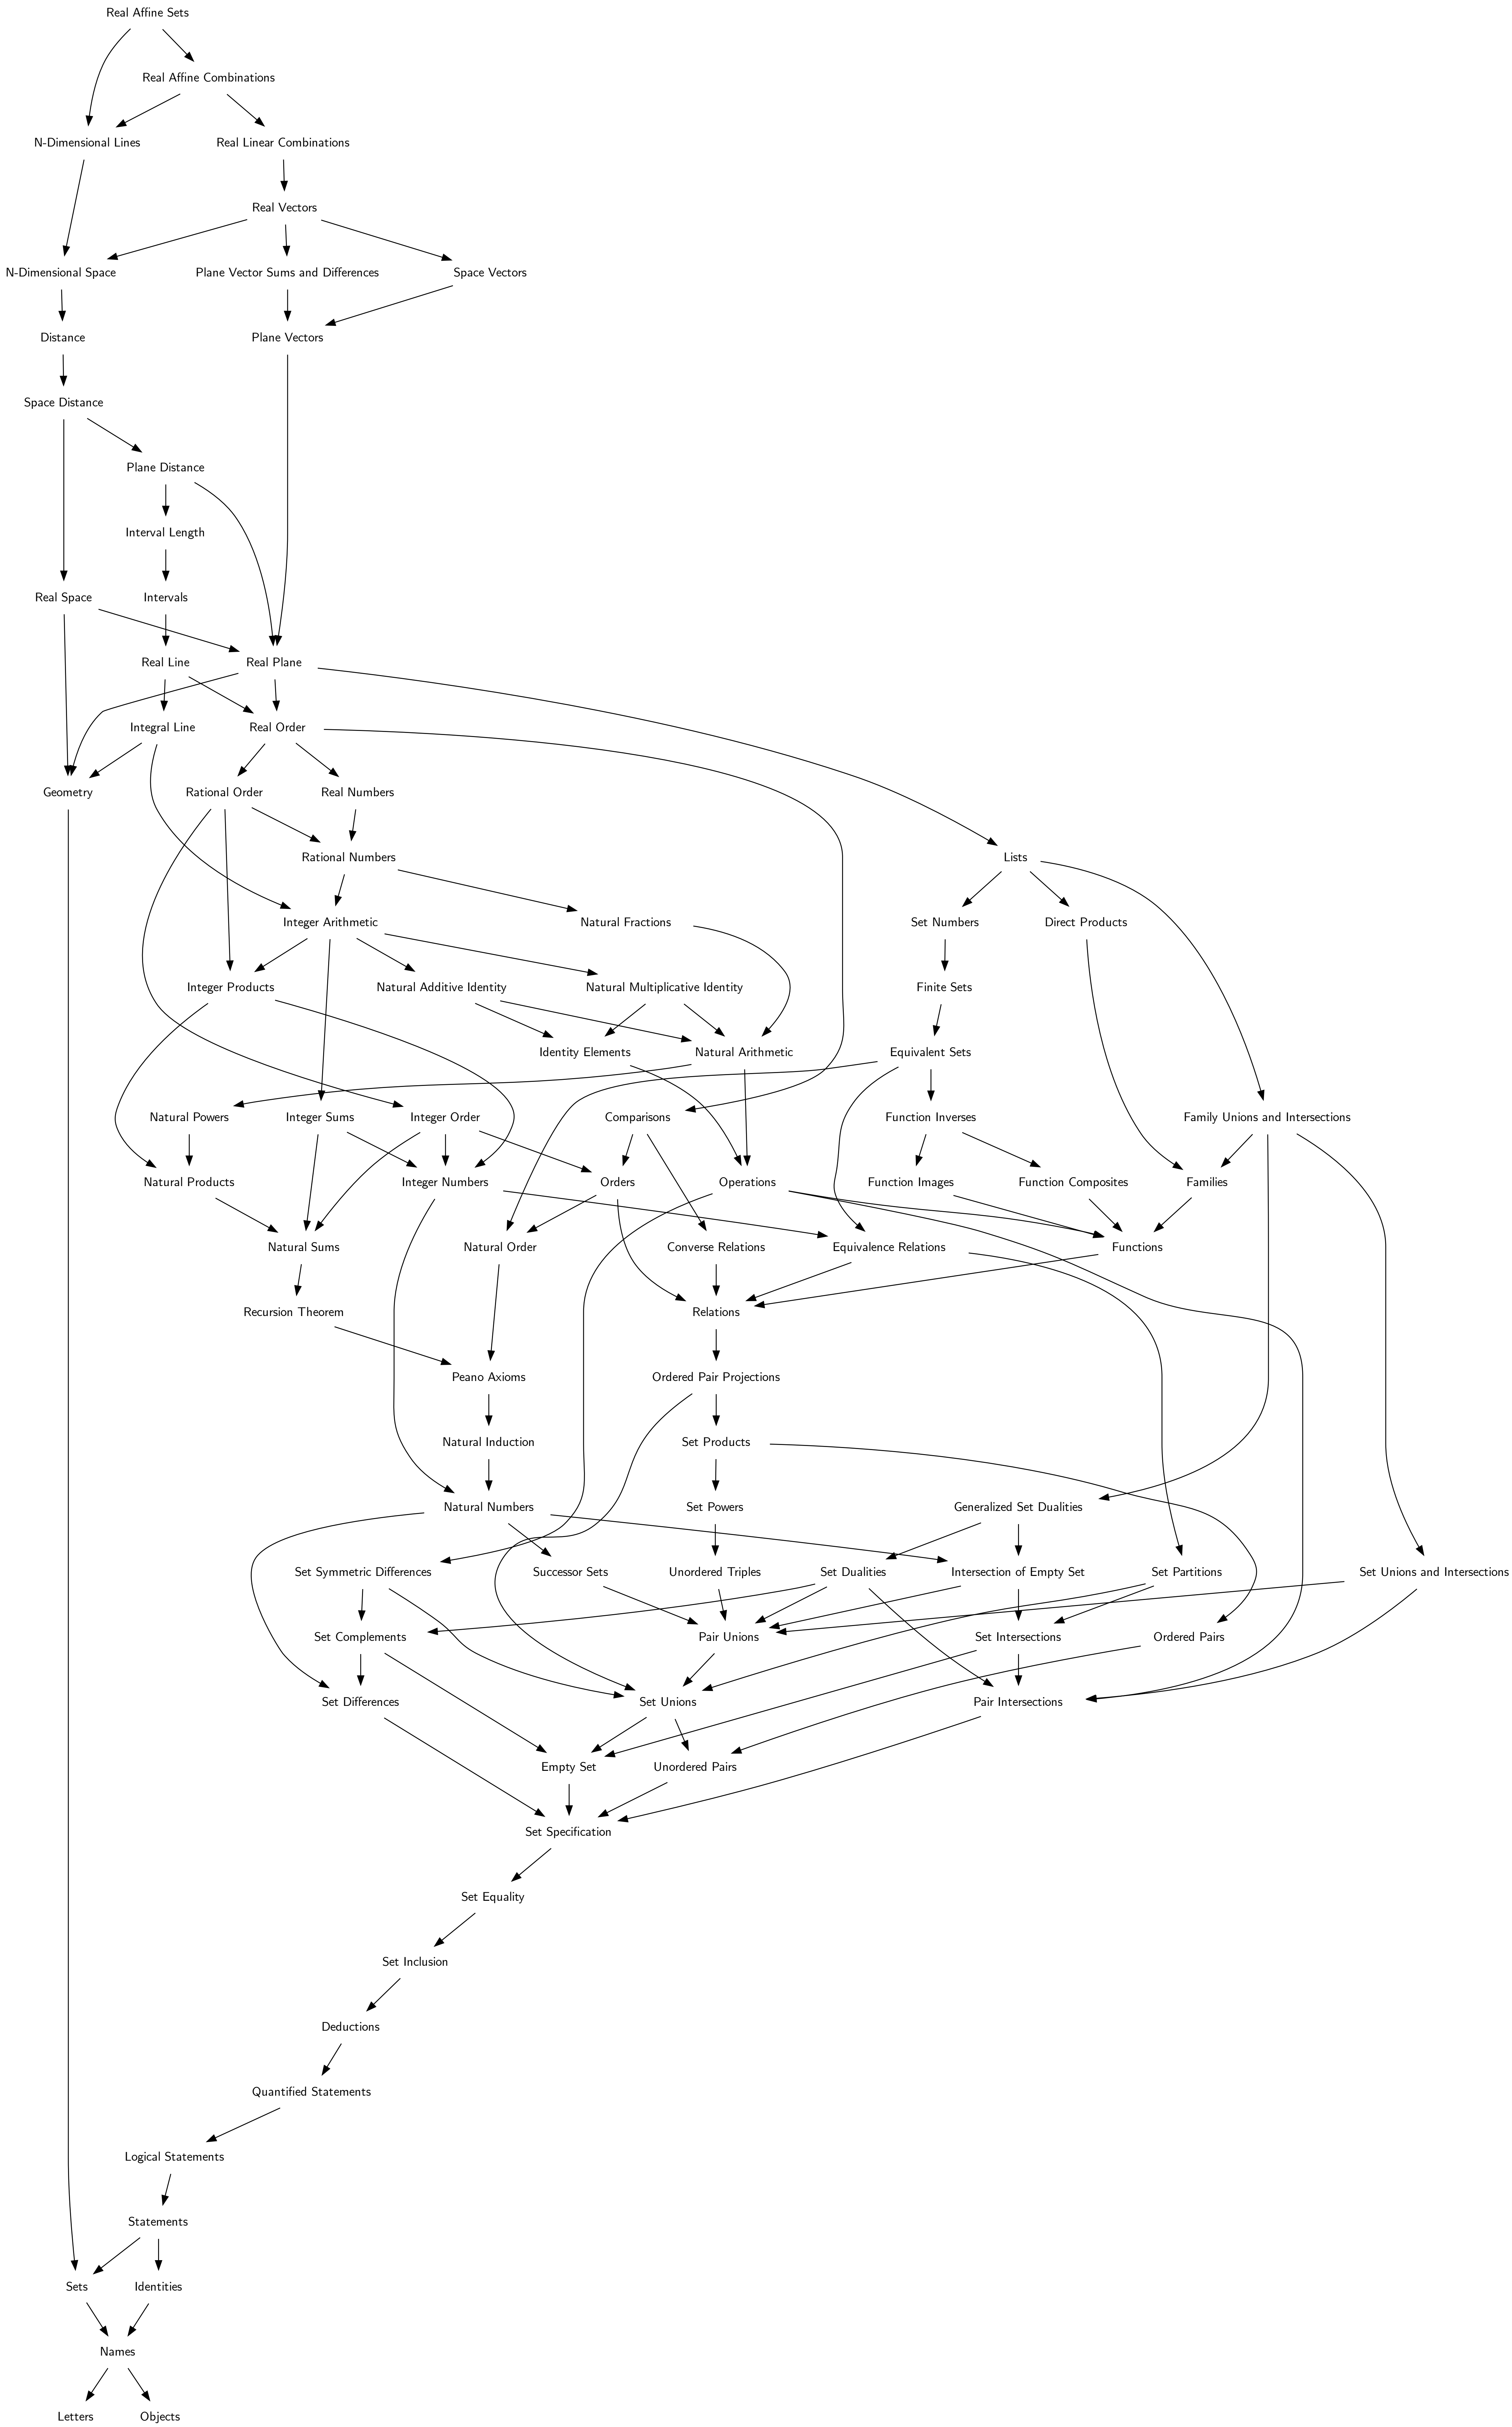 Real Affine Sets
Real Affine Combinations
N-Dimensional Lines
Real Linear Combinations
Real Vectors
N-Dimensional Space
Plane Vector Sums and Differences
Space Vectors
Distance
Plane Vectors
Space Distance
Plane Distance
Interval Length
Real Space
Intervals
Real Line
Real Plane
Integral Line
Real Order
Geometry
Rational Order
Real Numbers
Rational Numbers
Lists
Integer Arithmetic
Natural Fractions
Set Numbers
Direct Products
Integer Products
Natural Additive Identity
Natural Multiplicative Identity
Finite Sets
Identity Elements
Natural Arithmetic
Equivalent Sets
Natural Powers
Integer Sums
Integer Order
Comparisons
Function Inverses
Family Unions and Intersections
Natural Products
Integer Numbers
Orders
Operations
Function Images
Function Composites
Families
Natural Sums
Natural Order
Converse Relations
Equivalence Relations
Functions
Recursion Theorem
Relations
Peano Axioms
Ordered Pair Projections
Natural Induction
Set Products
Natural Numbers
Set Powers
Generalized Set Dualities
Set Symmetric Differences
Successor Sets
Unordered Triples
Set Dualities
Intersection of Empty Set
Set Partitions
Set Unions and Intersections
Set Complements
Pair Unions
Set Intersections
Ordered Pairs
Set Differences
Set Unions
Pair Intersections
Empty Set
Unordered Pairs
Set Specification
Set Equality
Set Inclusion
Deductions
Quantified Statements
Logical Statements
Statements
Sets
Identities
Names
Letters
Objects